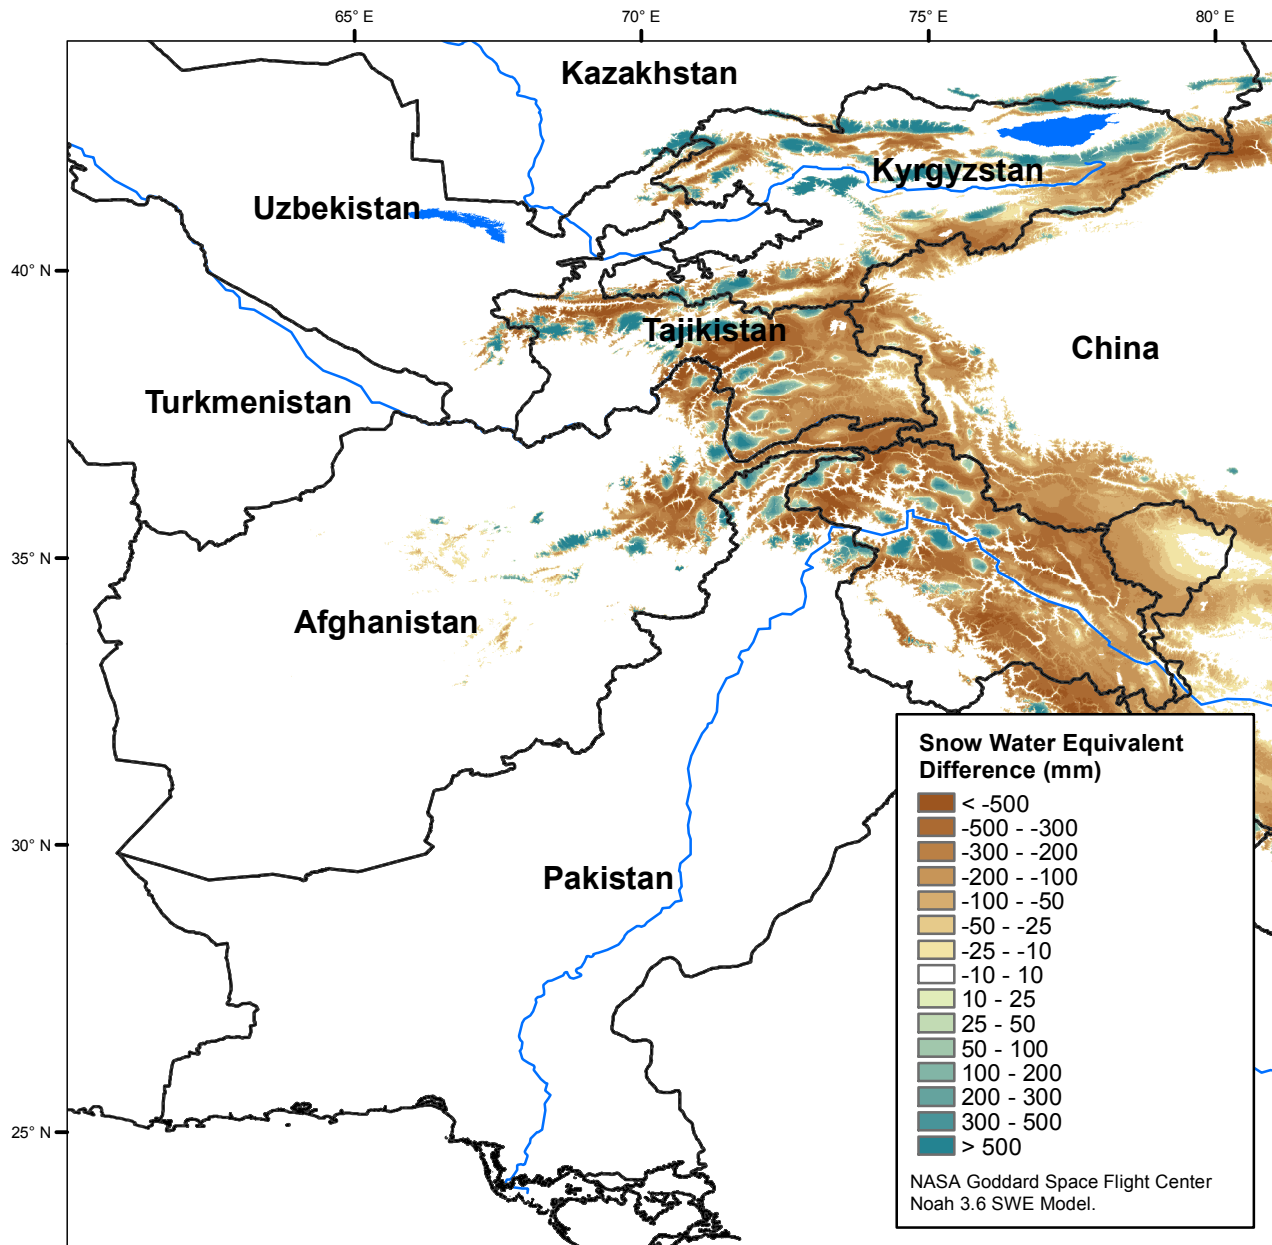 65° E
70° E
75° E
80° E
Kazakhstan
Kyrgyzstan
Uzbekistan
40° N
Tajikistan
China
Turkmenistan
35° N
Afghanistan
Snow Water Equivalent
Difference (mm)
< -500
-500 - -300
-300 - -200
-200 - -100
-100 - -50
-50 - -25
-25 - -10
-10 - 10
10 - 25
25 - 50
50 - 100
100 - 200
200 - 300
300 - 500
> 500
NASA Goddard Space Flight Center
Noah 3.6 SWE Model.
30° N
Pakistan
25° N